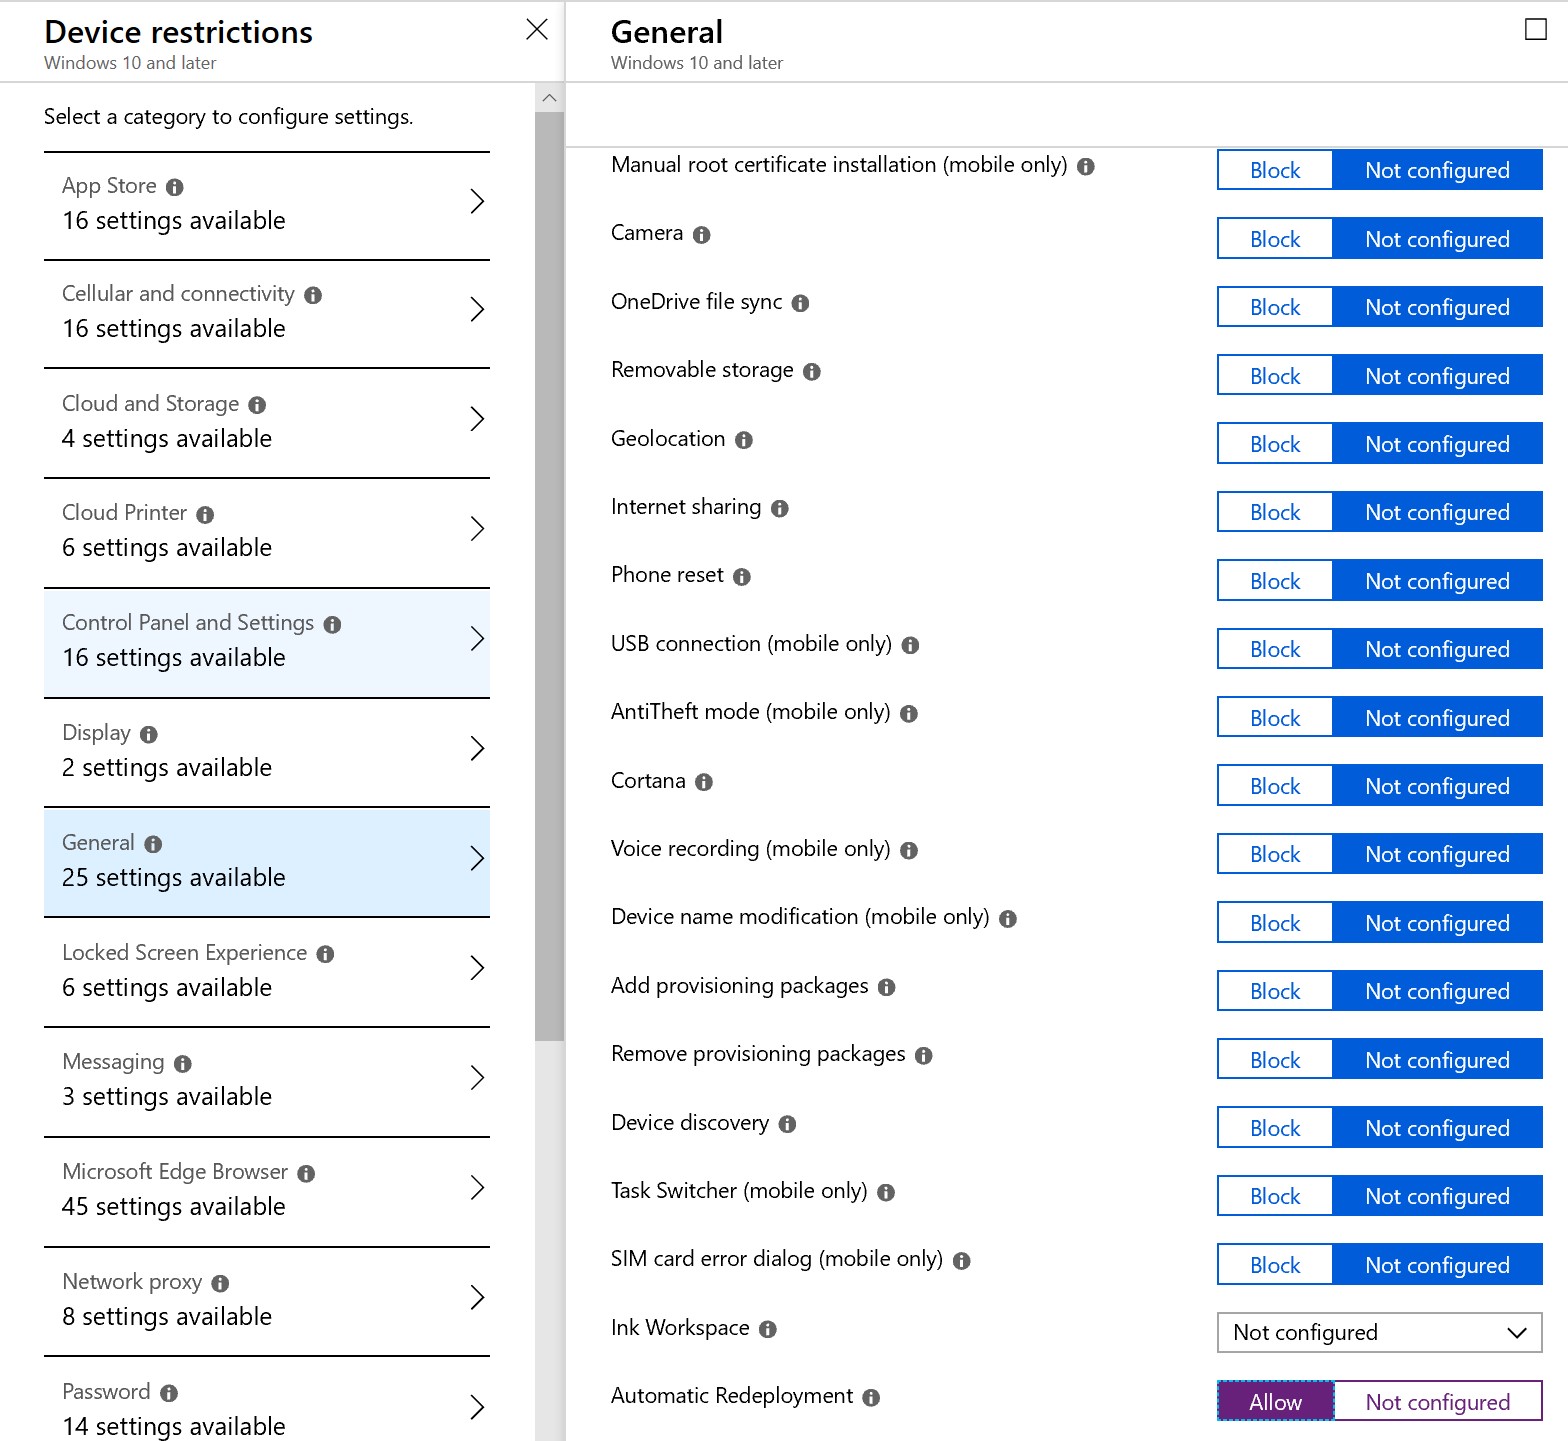 Device restrictions
Windows 10 and later
Select a category to configure settings.
App Store
16 settings available
Cellular and connectivity
16 settings available
Cloud and Storage
4 settings available
Cloud Printer
6 settings available
Control Panel and Settings
16 settings available
Display
2 settings available
General
25 settings available
Locked Screen Experience
6 settings available
Messaging
3 settings available
Microsoft Edge Browser
45 settings available
Network proxy
8 settings available
Password
14 settings available
General
Windows 10 and later
Manual root certificate installation (mobile only) Block Not configured
Camera Block Not configured
OneDrive file sync Block Not configured
Removable storage Block Not configured
Geolocation Block Not configured
Internet sharing Block Not configured
Phone reset Block Not configured
USB connection (mobile only) Block Not configured
AntiTheft mode (mobile only) Block Not configured
Cortana Block Not configured
Voice recording (mobile only) Block Not configured
Device name modification (mobile only) Block Not configured
Add provisioning packages Block Not configured
Remove provisioning packages Block Not configured
Device discovery Block Not configured
Task Switcher (mobile only) Block Not configured
SIM card error dialog (mobile only) Block Not configured
Ink Workspace Not configured
Automatic Redeployment Allow Not configured